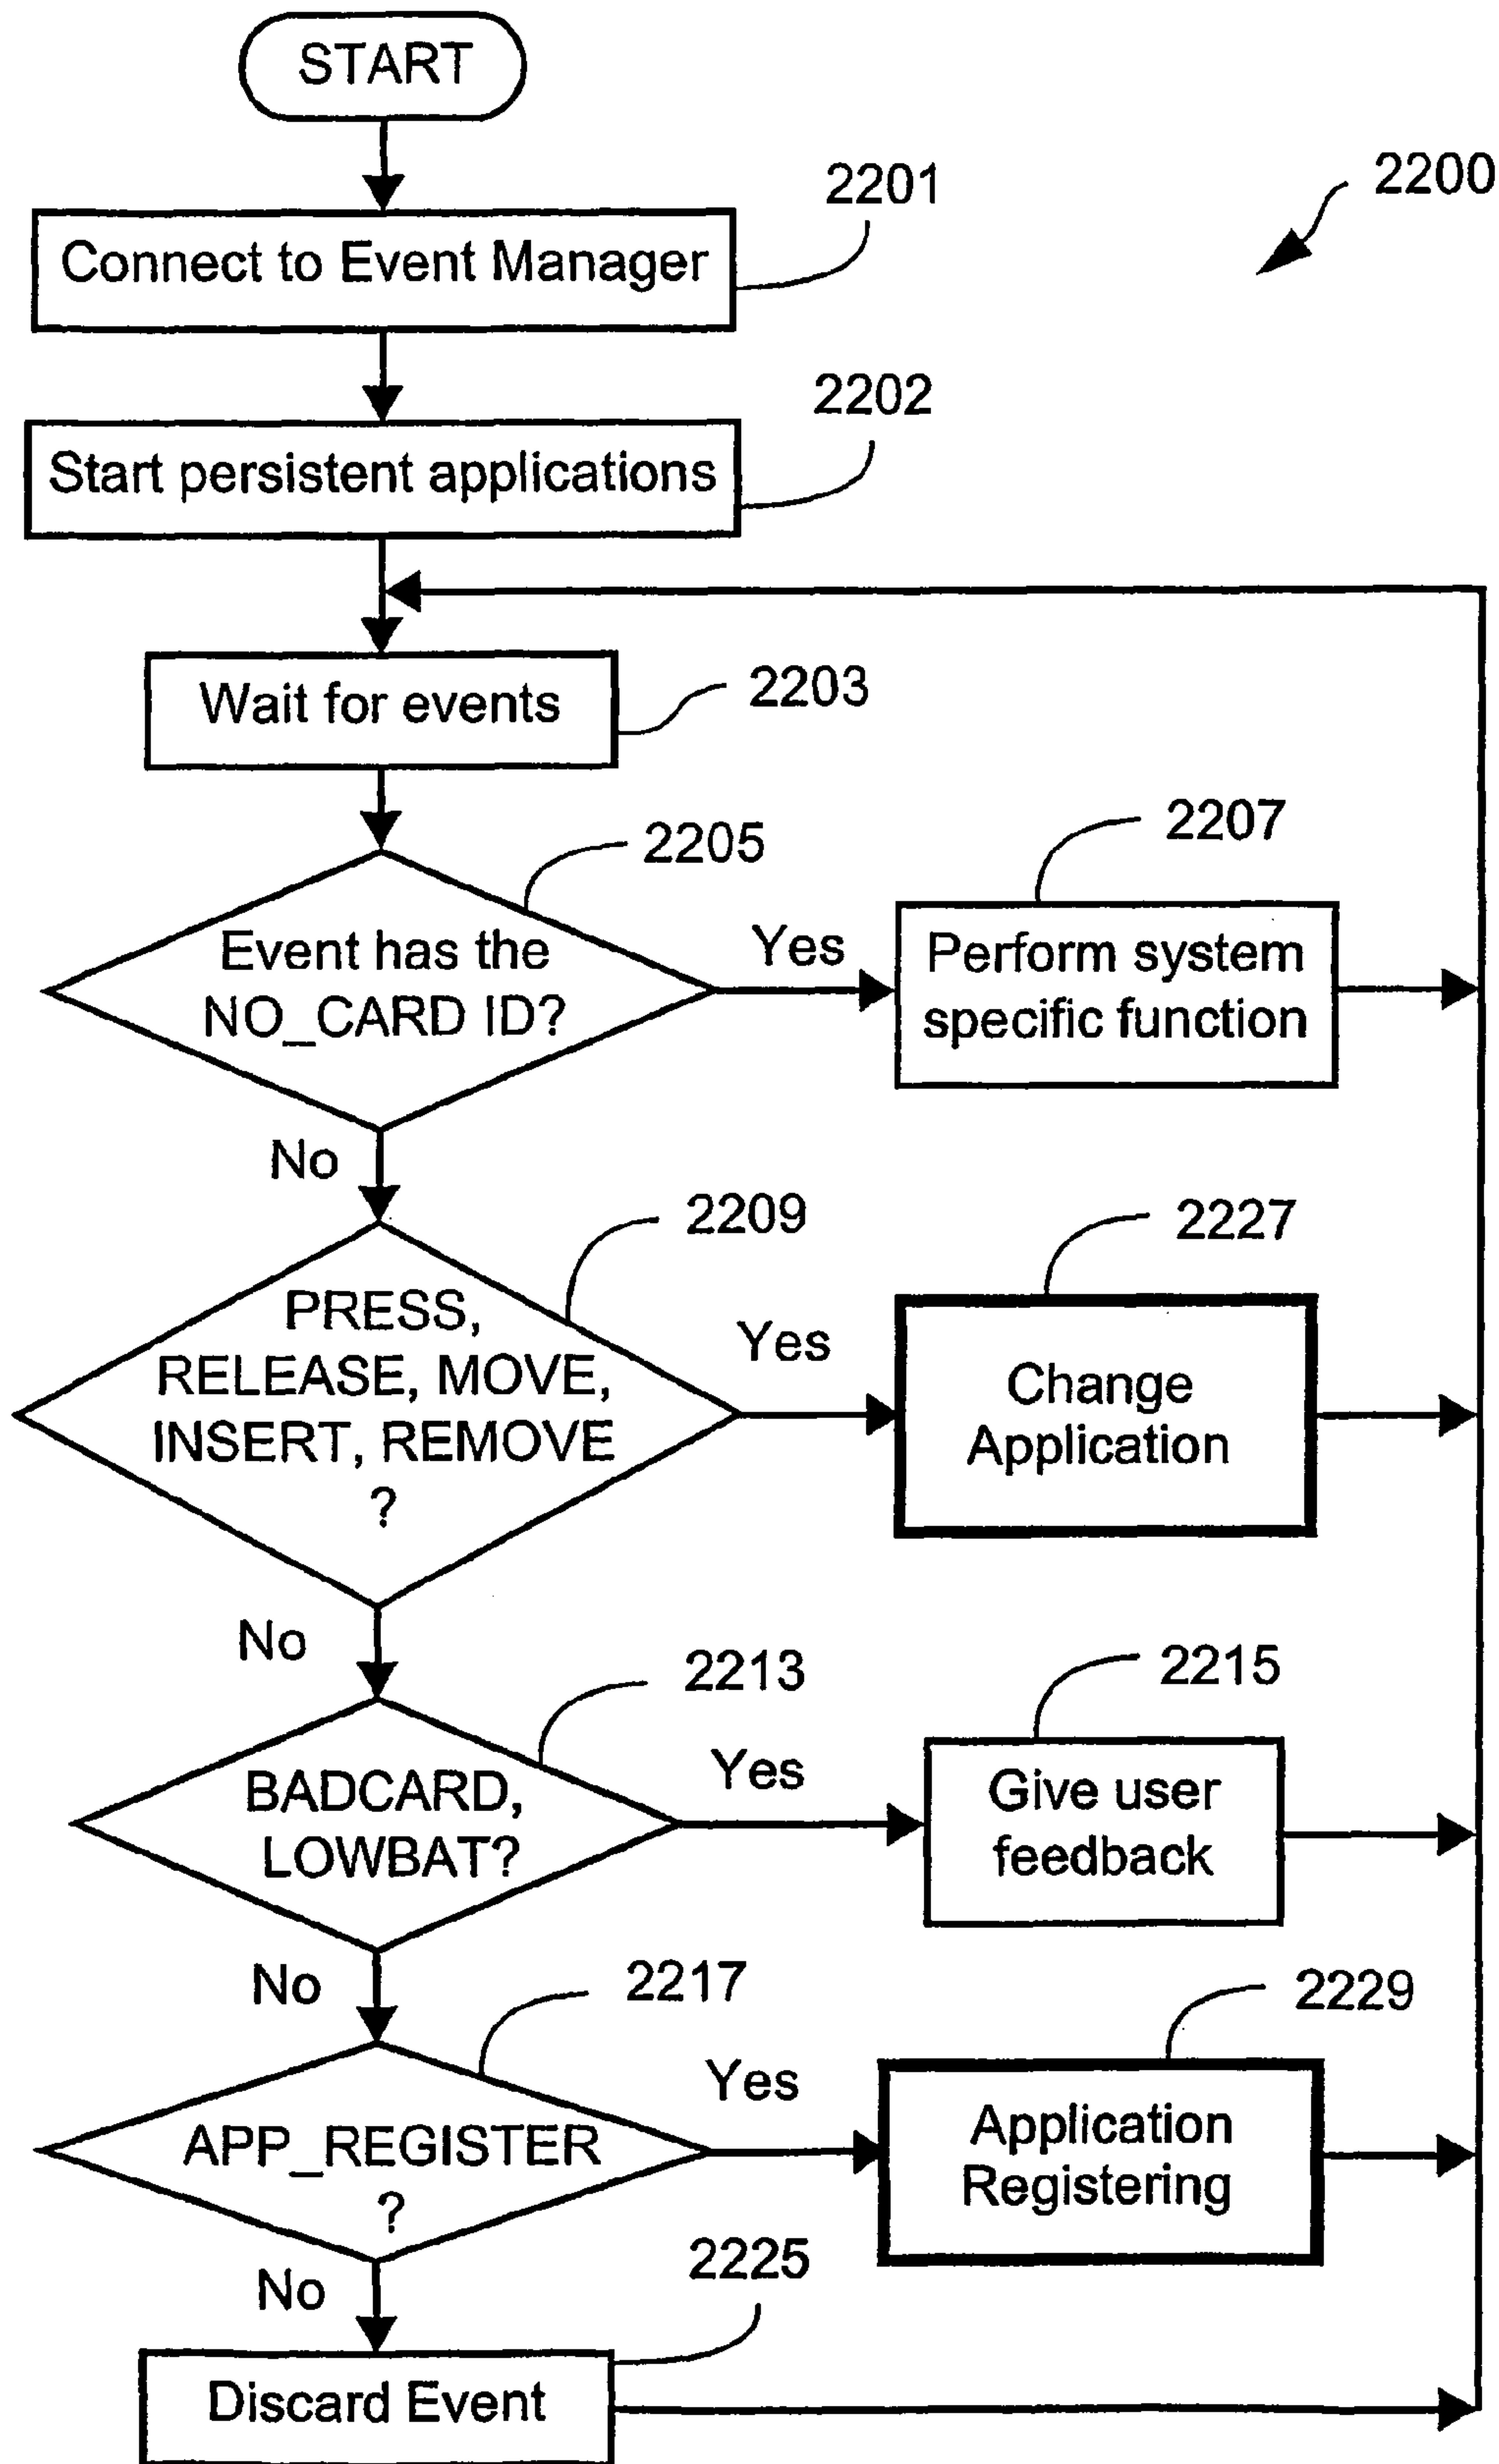 START
2200
2201
Connect to Event Manager
2202
Start persistent applications
2203
Wait for events
2205
2207
Event has the
NO_CARD ID?
Yes
Perform system
specific function
No
2209
2227
PRESS,
RELEASE, MOVE,
INSERT, REMOVE
?
Yes
Change
Application
No
2213
2215
BADCARD,
LOWBAT?
Yes
Give user
feedback
No
2217
2229
APP_REGISTER
?
Yes
Application
Registering
No
2225
Discard Event